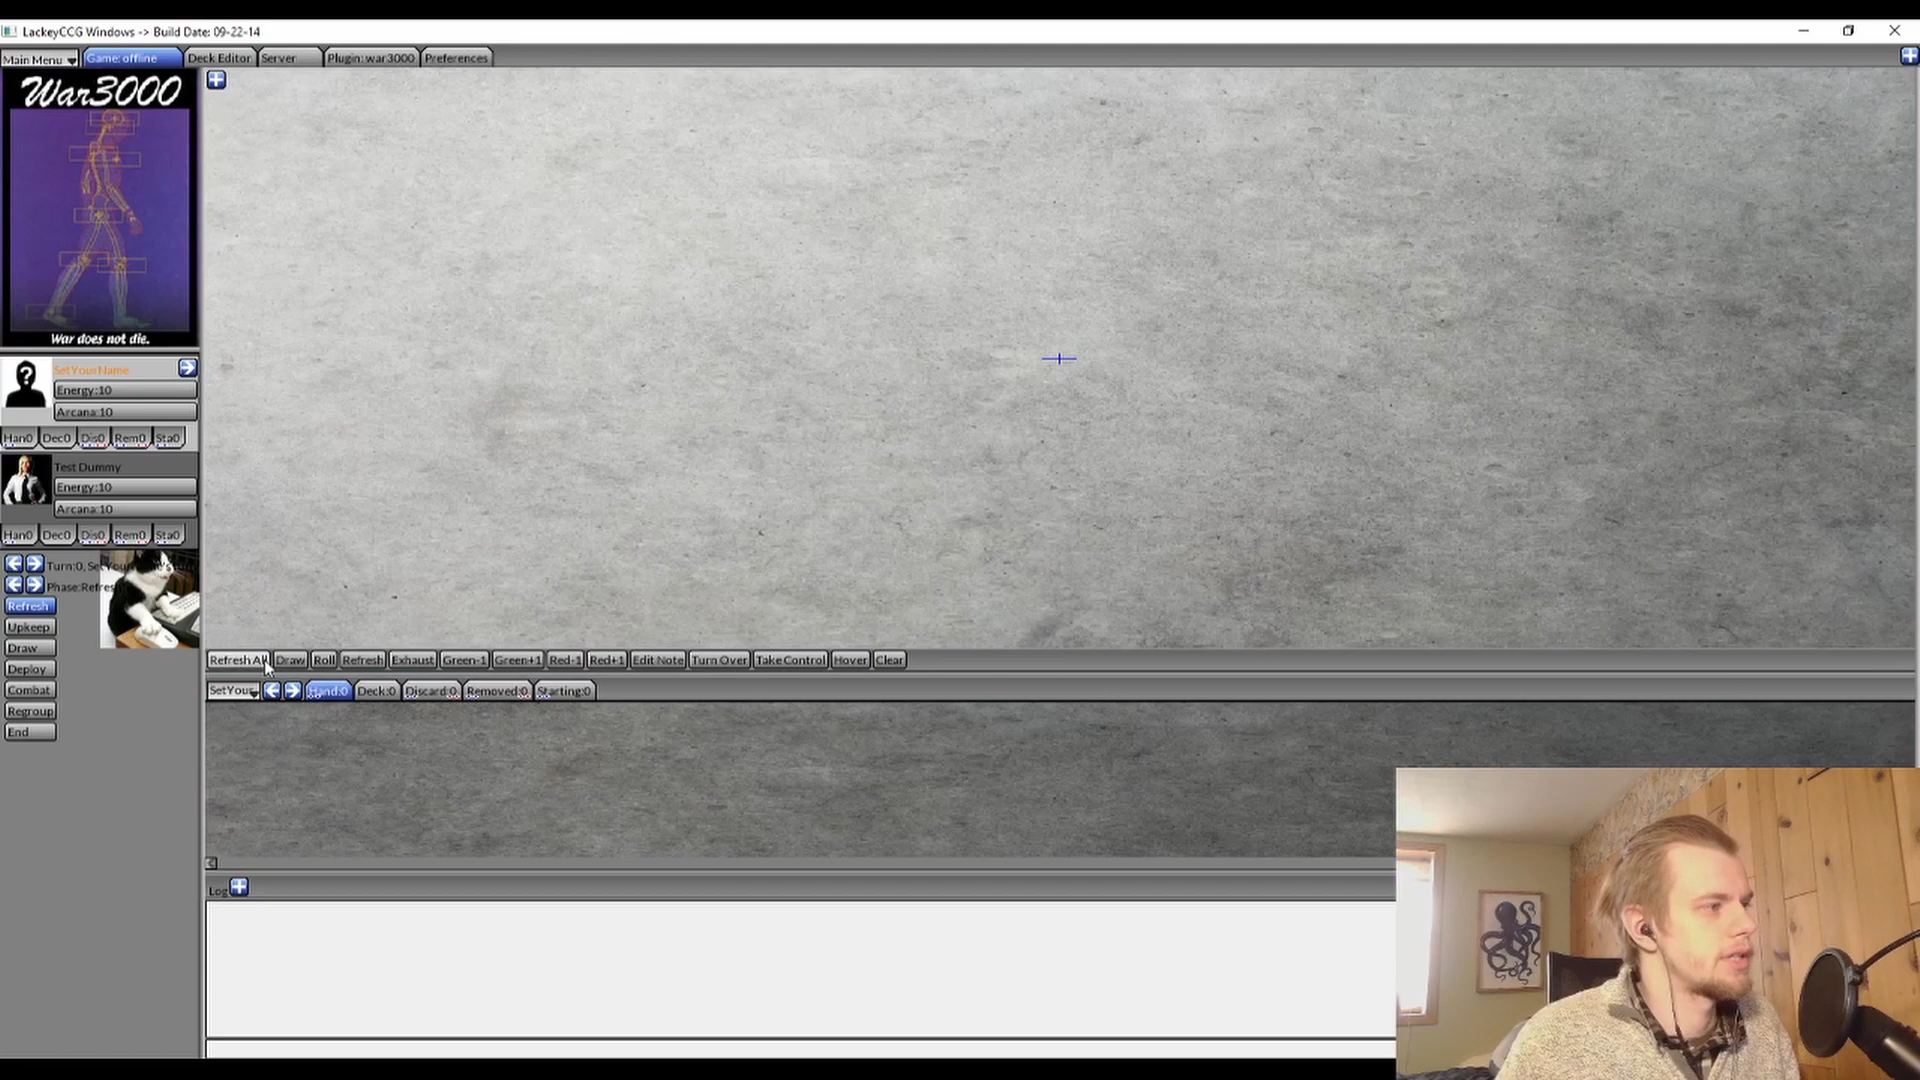 LackeyCCG Windows -> Build Date: 09-22-14
Main Menu
Game: offline
Deck Editor
Server
Plugin: war3000
Preferences
War3000
War does not die.
SetYourName
Energy:10
Arcana:10
Han0 Dec0 Dis0 Rem0 Sta0
Test Dummy
Energy:10
Arcana:10
Han0 Dec0 Dis0 Rem0 Sta0
Turn:0,
Phase:Refresh
Refresh
Upkeep
Draw
Deploy
Combat
Regroup
End
Refresh All Draw Roll Refresh Exhaust Green-1 Green+1 Red-1 Red+1 Edit Note Turn Over Take Control Hover Clear
SetYour Hand:0 Deck:0 Discard:0 Removed:0 Starting:0
Log